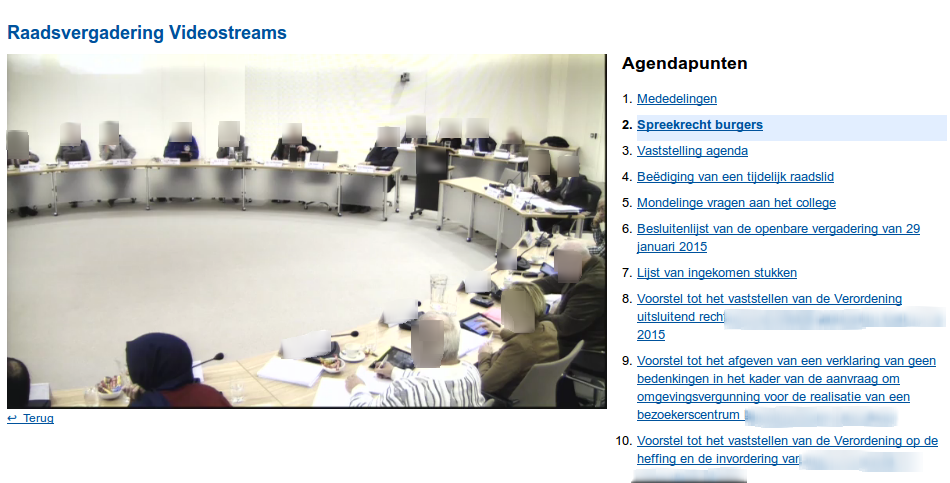 Raadsvergadering Videostreams
Agendapunten
1. Mededelingen
2. Spreekrecht burgers
3. Vaststelling agenda
4. Beëdiging van een tijdelijk raadslid
5. Mondelinge vragen aan het college
6. Besluitenlijst van de openbare vergadering van 29
januari 2015
7. Lijst van ingekomen stukken
8. Voorstel tot het vaststellen van de Verordening
uitsluitend
2015
9. Voorstel tot het afgeven van een verklaring van geen
bedenkingen in het kader van de aanvraag om
omgevingsvergunning voor de realisatie van een
bezoekerscentrum
10. Voorstel tot het vaststellen van de Verordening op de
heffing en de invordering van
↩ Terug